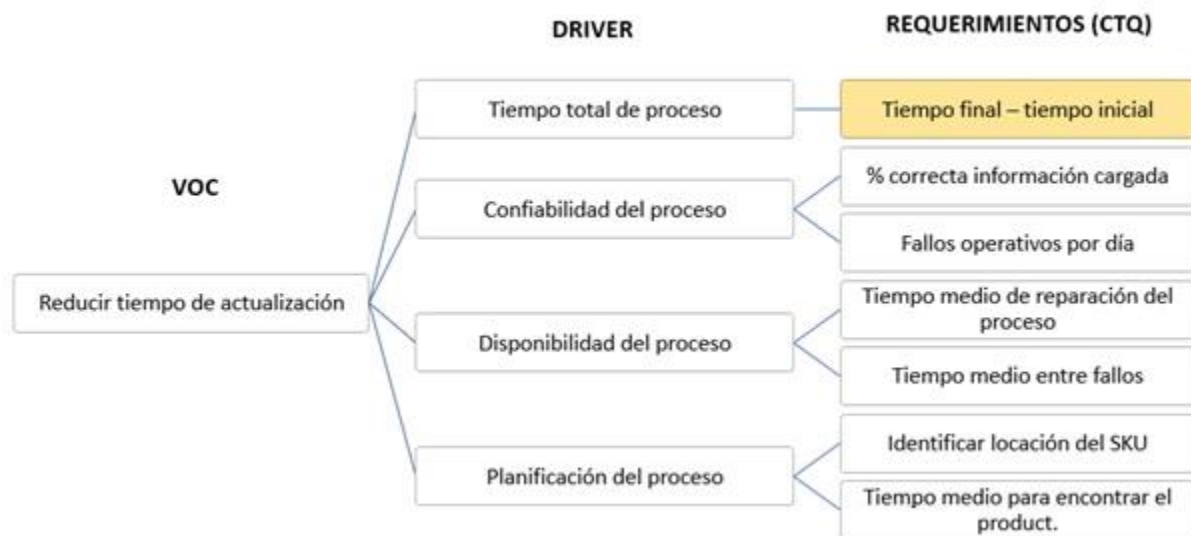 DRIVER
REQUERIMIENTOS (CTQ)
Tiempo total de proceso
Tiempo final – tiempo inicial
VOC
Confiabilidad del proceso
% correcta información cargada
Fallos operativos por día
Reducir tiempo de actualización
Disponibilidad del proceso
Tiempo medio de reparación del
proceso
Tiempo medio entre fallos
Planificación del proceso
Identificar locación del SKU
Tiempo medio para encontrar el
product.